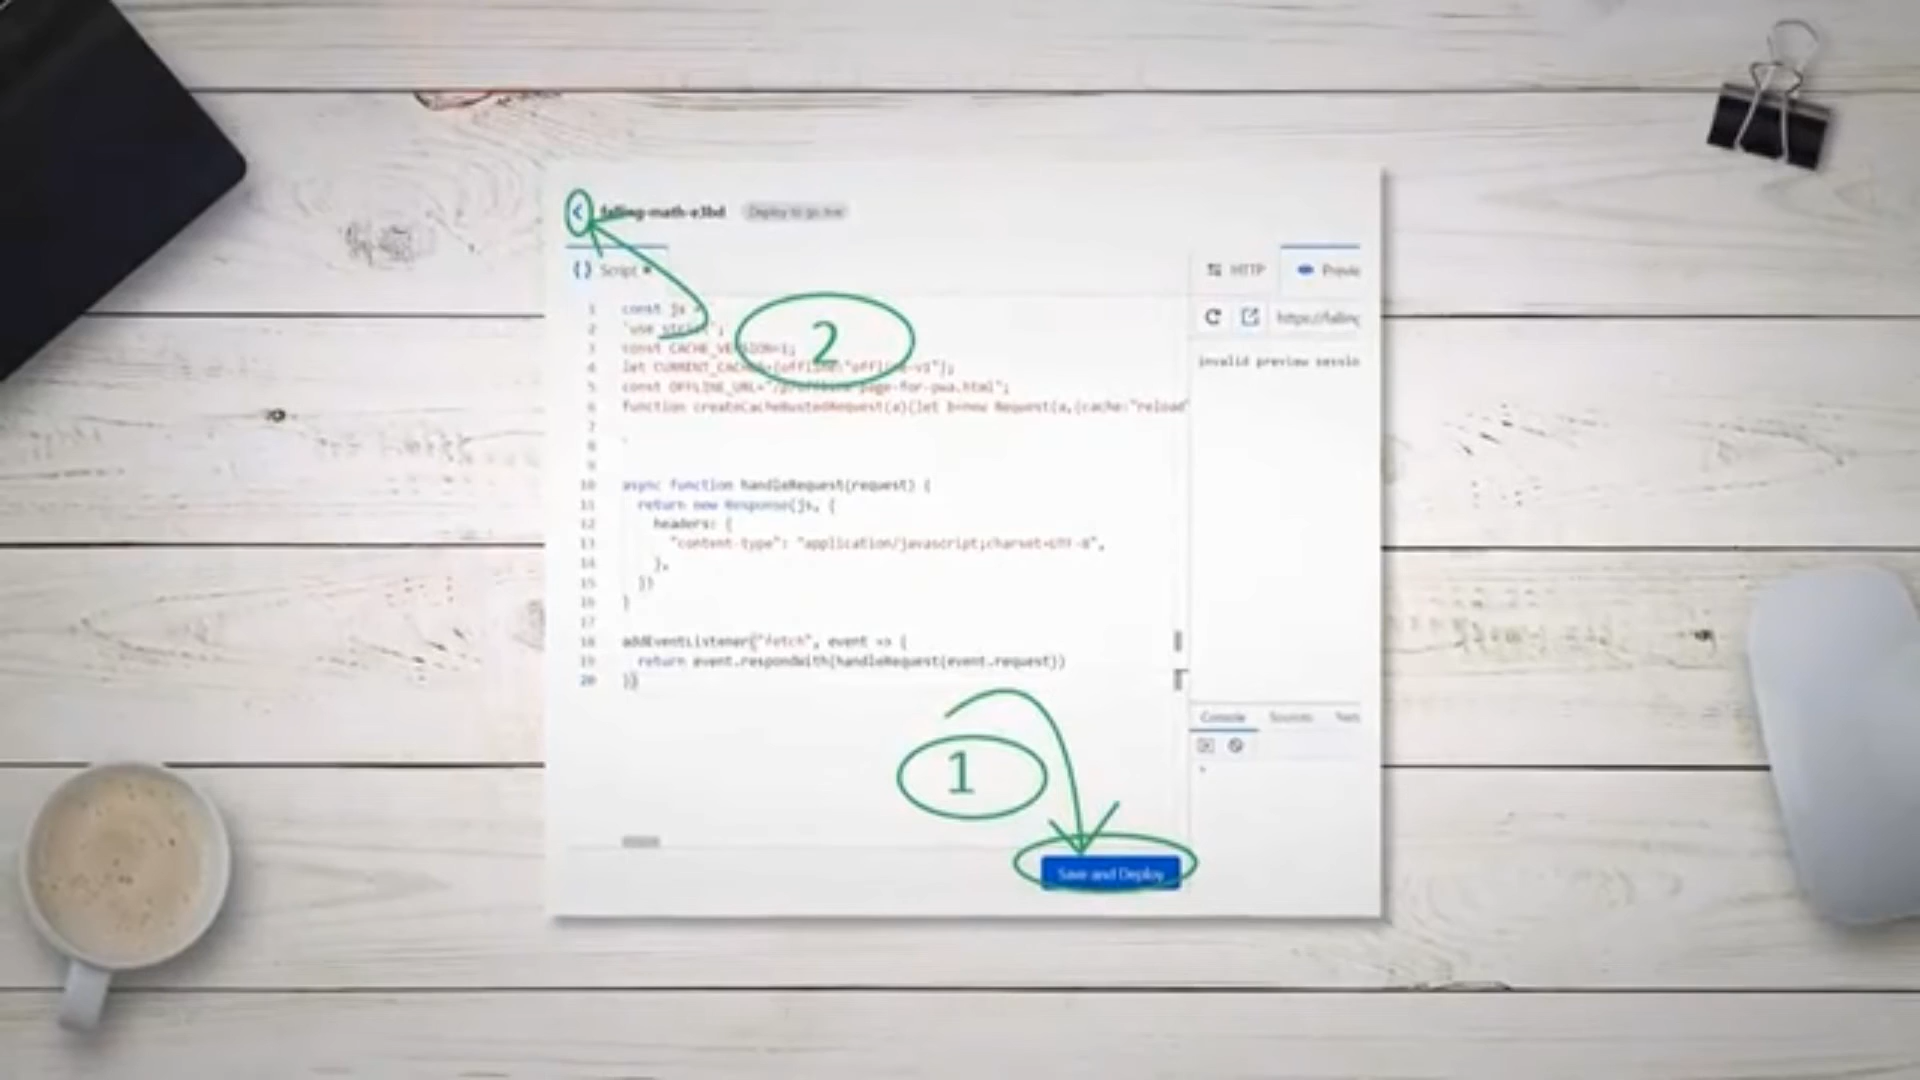 falling-math-e3bd Deploy to go live
{} Script HTTP Previe
https://falling
invalid preview sessio
1 const js =
2 'use strict';
3 const CACHE_VERSION=1;
4 let CURRENT_CACHES={offline:"offline-v1"};
5 const OFFLINE_URL= page-for-pwa.html";
6 function createCacheBustedRequest(a){let b=new Request(a,{cache:"reload"
7
8
9
10 async function handleRequest(request) {
11 return new Response(js, {
12 headers: {
13 "content-type": "application/javascript;charset=UTF-8",
14 },
15 })
16 }
17
18 addEventListener("fetch", event => {
19 return event.respondWith(handleRequest(event.request))
20 })
2
1
Console Sources
Save and Deploy